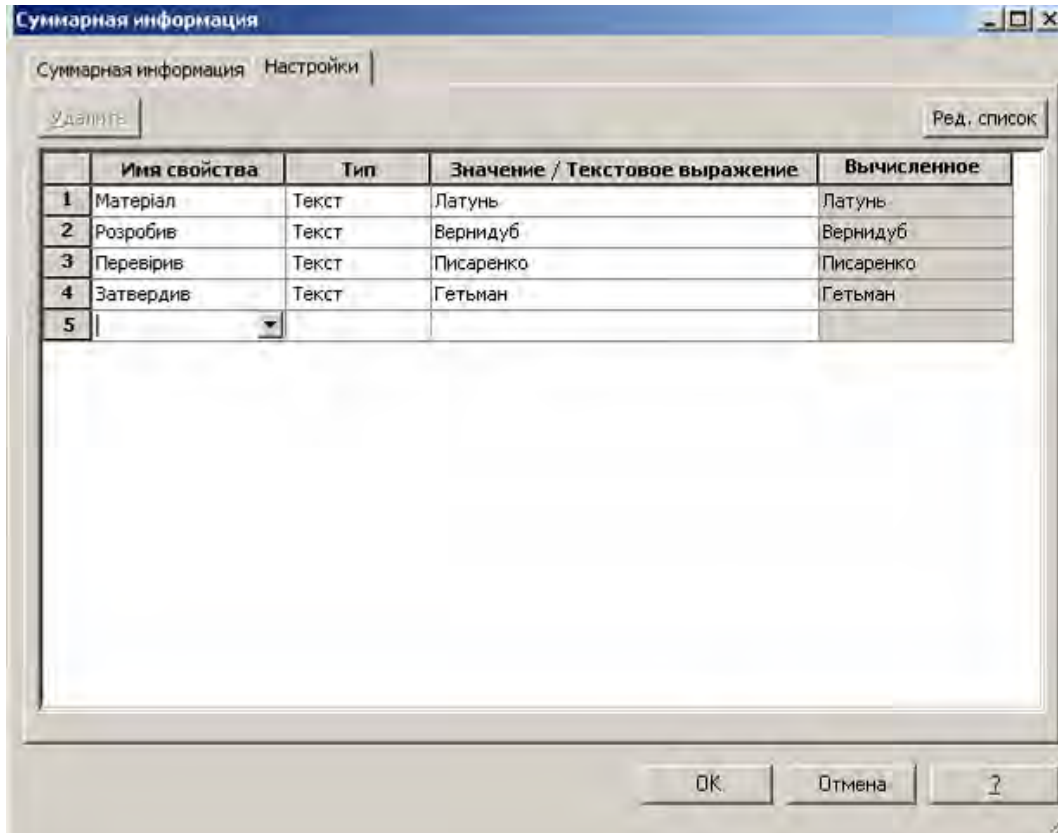 Суммарная информация
Суммарная информация Настройки
Удалить Ред. список
Имя свойства Тип Значение / Текстовое выражение Вычисленное
1 Матеріал Текст Латунь Латунь
2 Розробив Текст Вернидуб Вернидуб
3 Перевірив Текст Писаренко Писаренко
4 Затвердив Текст Гетьман Гетьман
5
OK Отмена ?